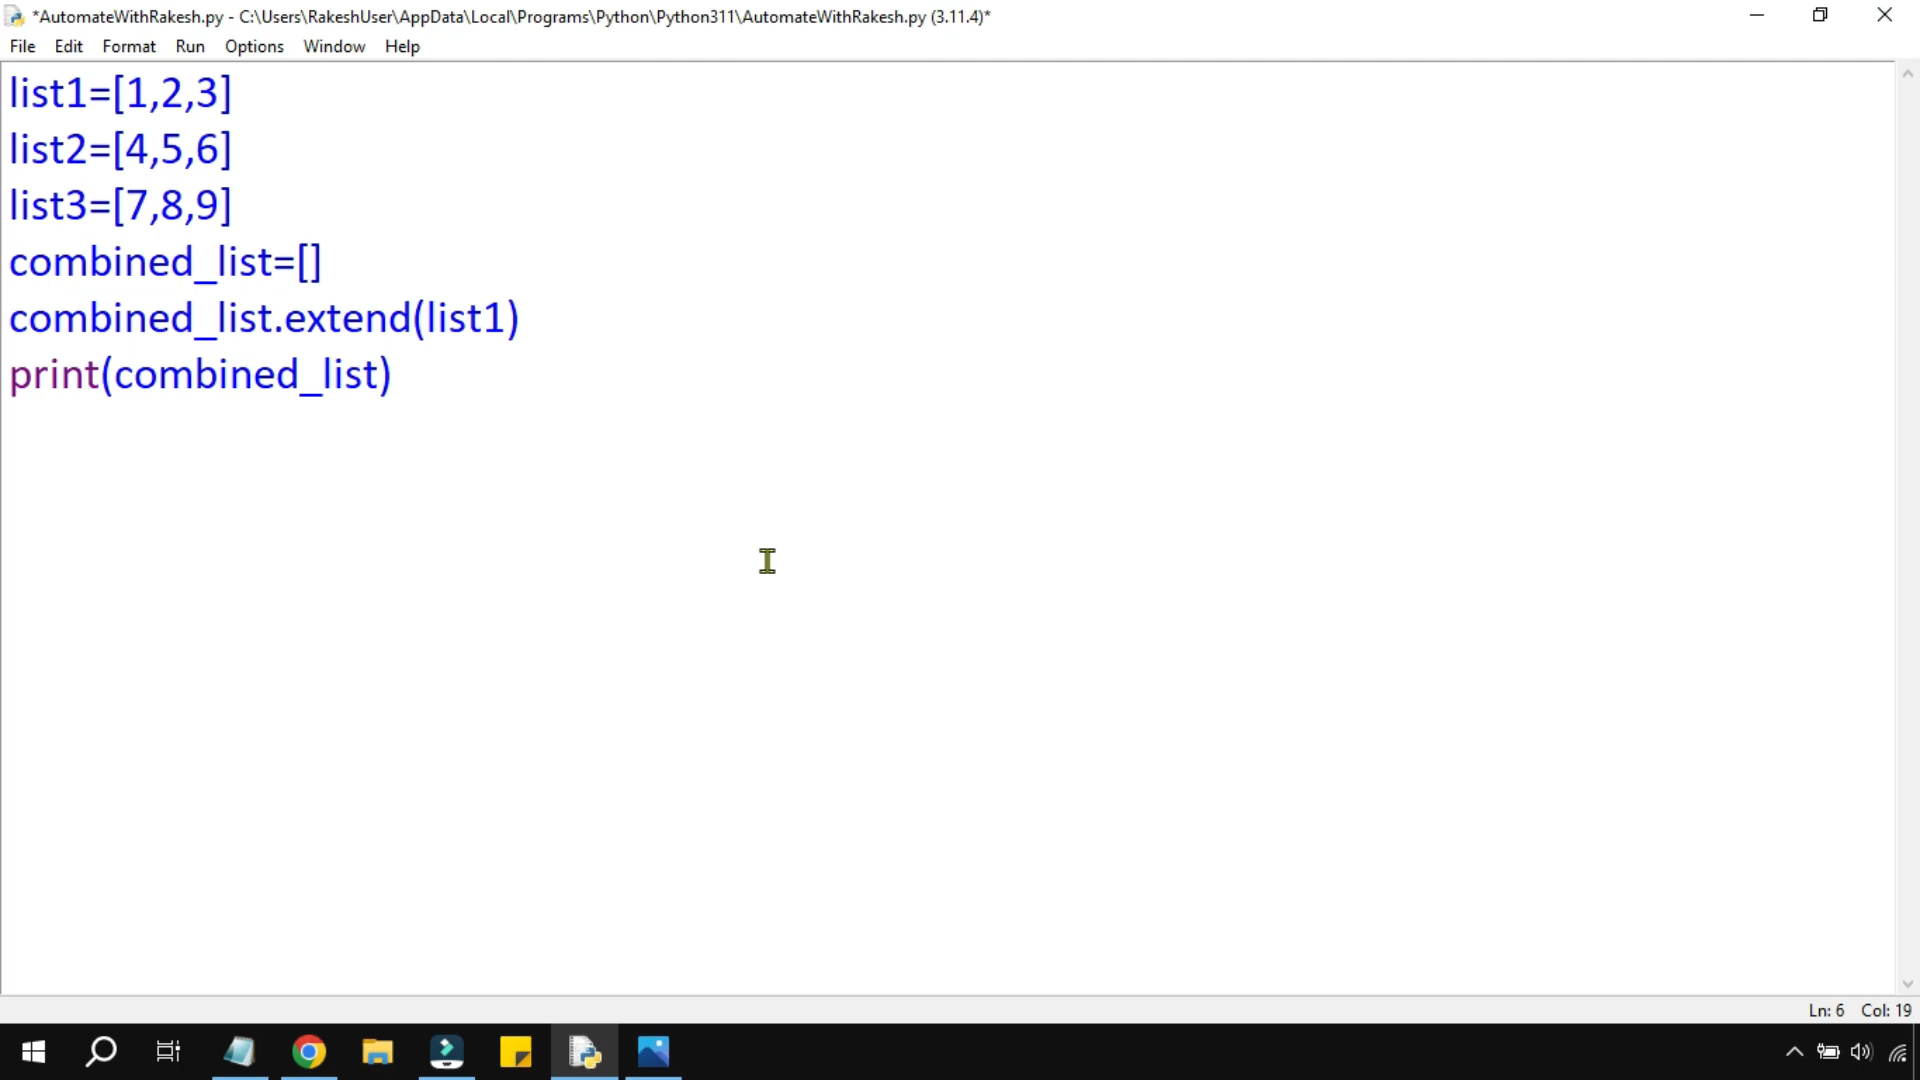 *AutomateWithRakesh.py - C:\Users\RakeshUser\AppData\Local\Programs\Python\Python311\AutomateWithRakesh.py (3.11.4)*
File Edit Format Run Options Window Help
list1=[1,2,3]
list2=[4,5,6]
list3=[7,8,9]
combined_list=[]
combined_list.extend(list1)
print(combined_list)
Ln: 6 Col: 19